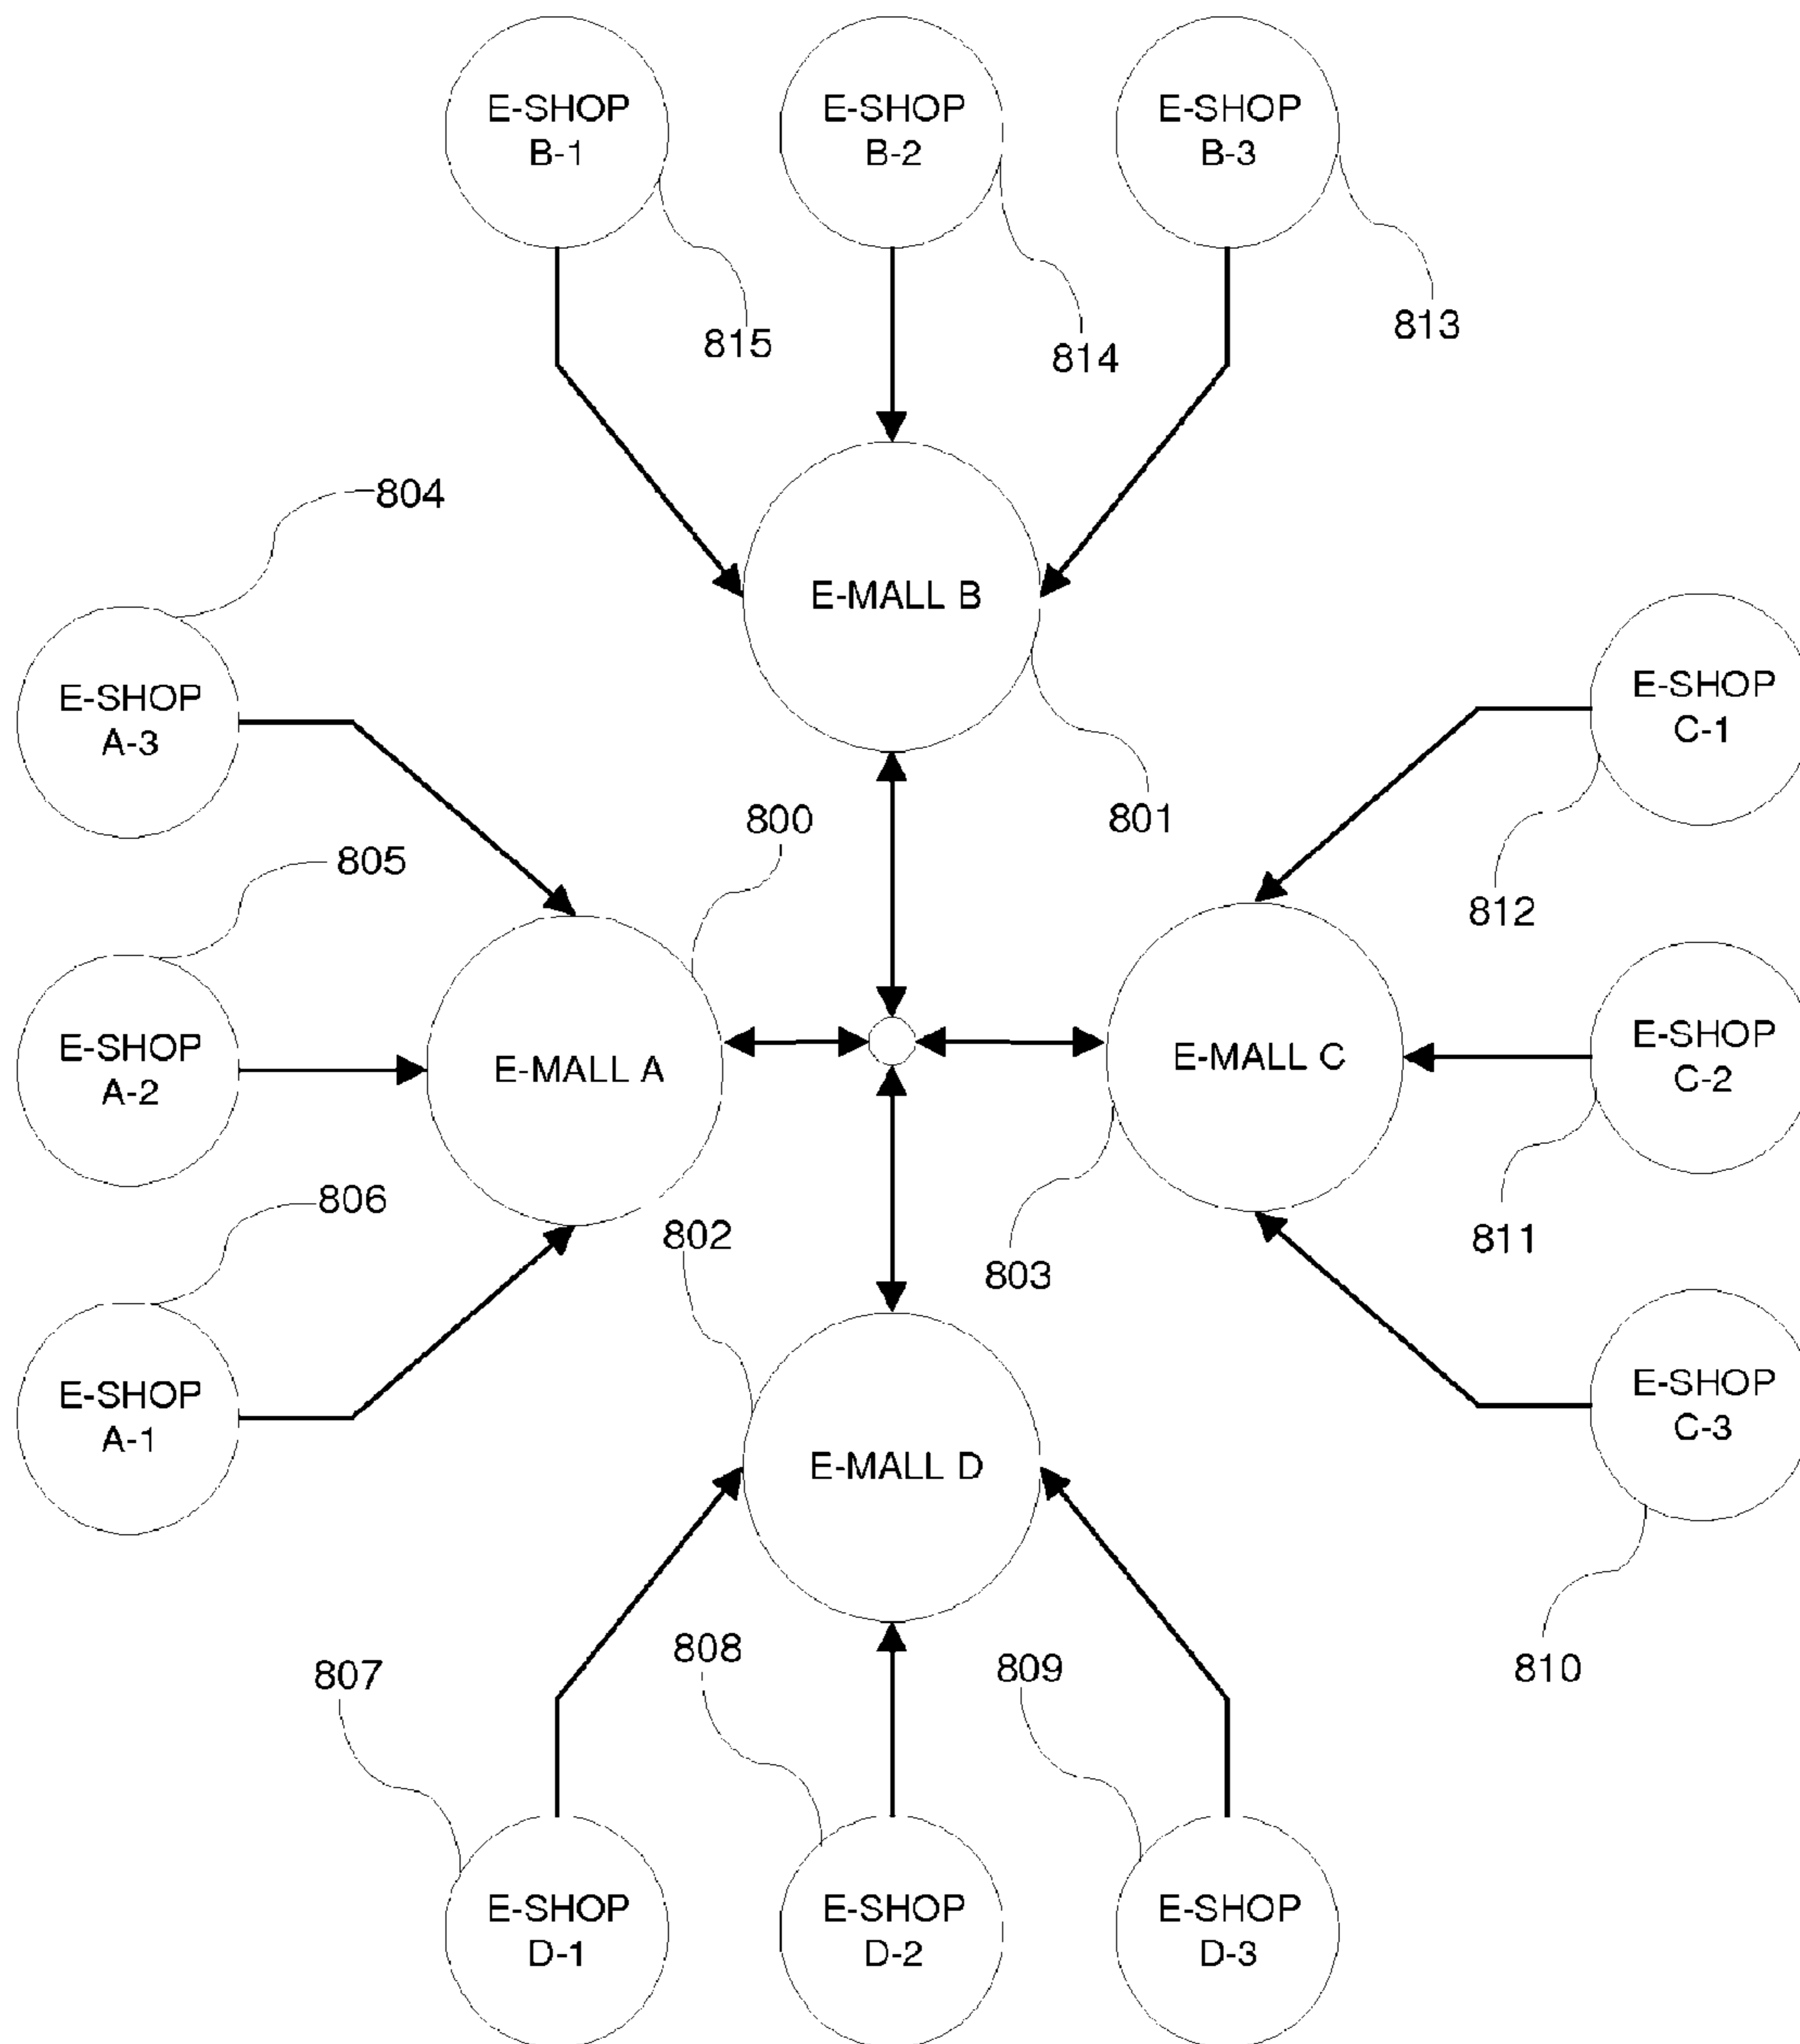 E-SHOP
B-1
E-SHOP
B-2
E-SHOP
B-3
815
814
813
804
E-MALL B
E-SHOP
A-3
E-SHOP
C-1
800
801
805
812
E-SHOP
A-2
E-MALL A
E-MALL C
E-SHOP
C-2
806
802
803
811
E-SHOP
A-1
E-MALL D
E-SHOP
C-3
807
808
809
810
E-SHOP
D-1
E-SHOP
D-2
E-SHOP
D-3